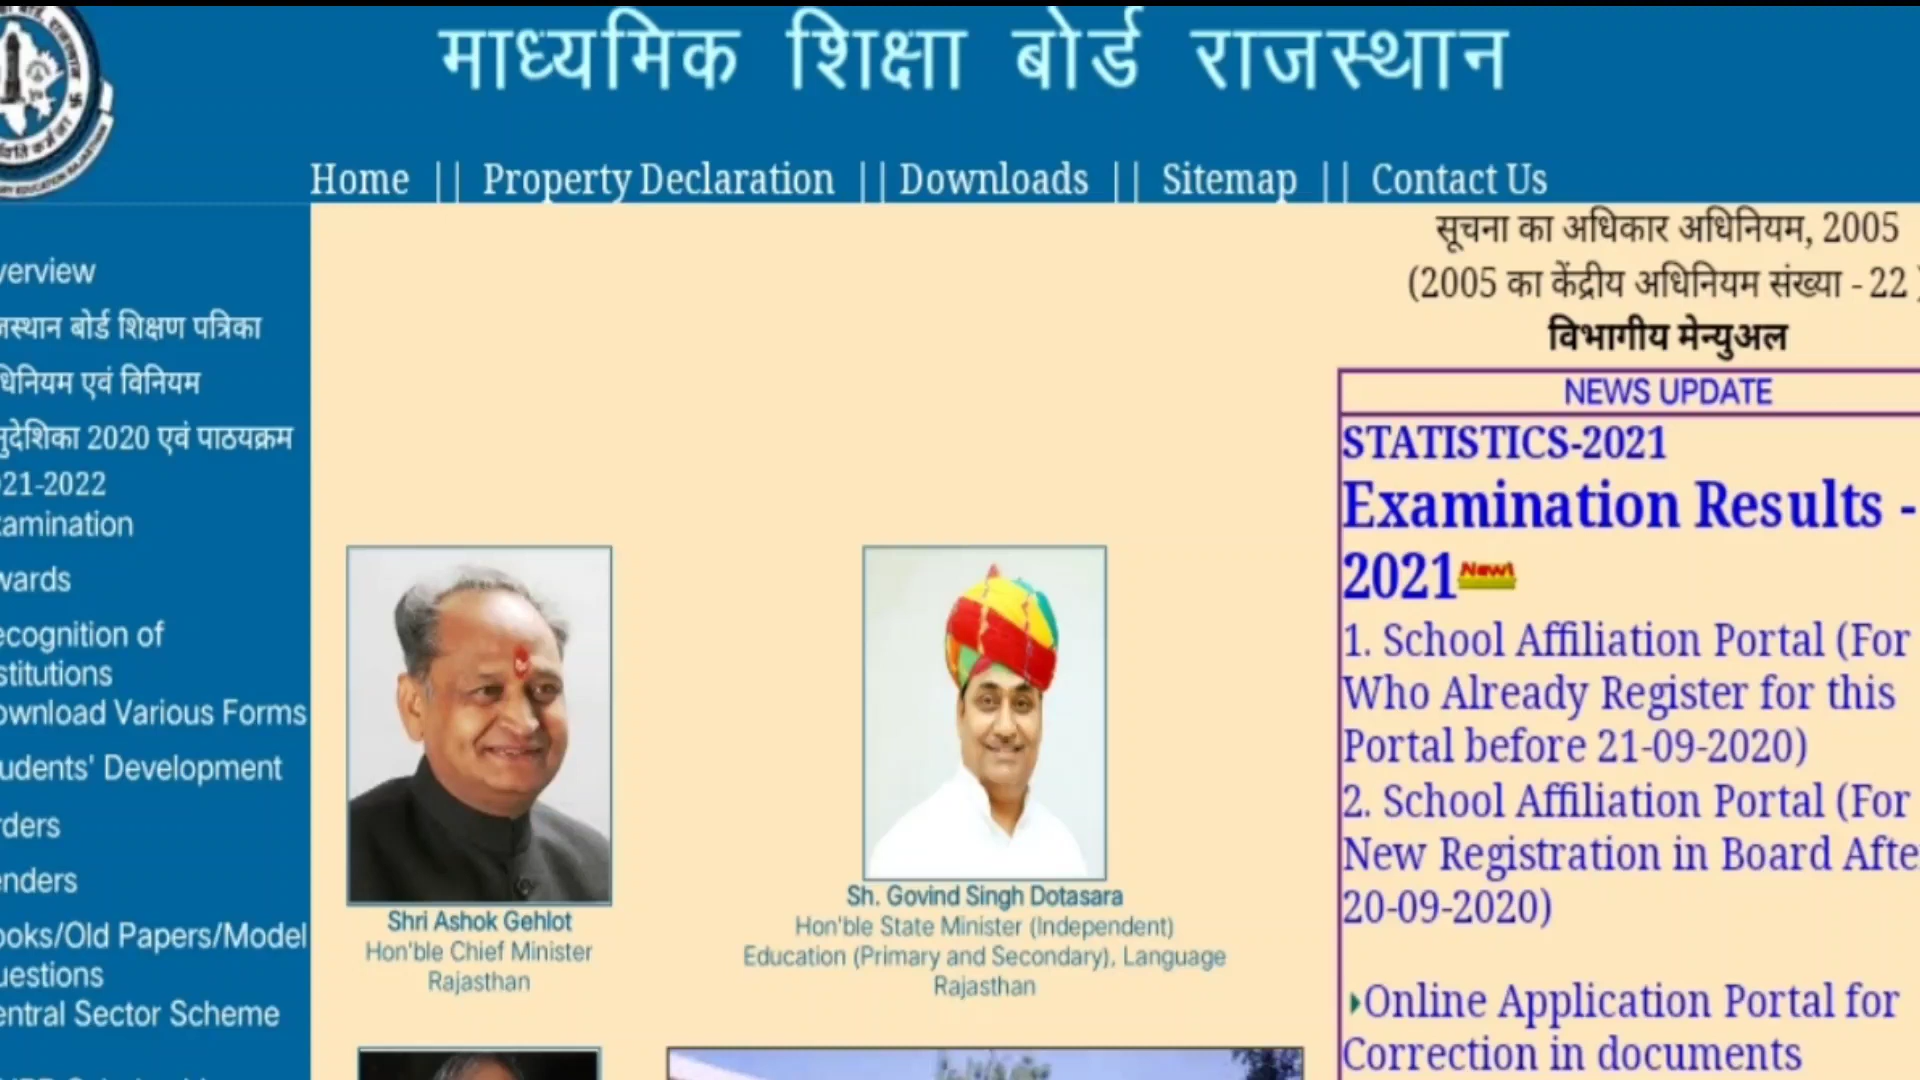 माध्यमिक शिक्षा बोर्ड राजस्थान
Home || Property Declaration || Downloads || Sitemap || Contact Us
verview
जस्थान बोर्ड शिक्षण पत्रिका
धिनियम एवं विनियम
नुदेशिका 2020 एवं पाठयक्रम
021-2022
amination
wards
ecognition of
stitutions
ownload Various Forms
udents' Development
rders
enders
ooks/Old Papers/Model
uestions
entral Sector Scheme
Shri Ashok Gehlot
Hon'ble Chief Minister
Rajasthan
Sh. Govind Singh Dotasara
Hon'ble State Minister (Independent)
Education (Primary and Secondary), Language
Rajasthan
सूचना का अधिकार अधिनियम, 2005
(2005 का केंद्रीय अधिनियम संख्या - 22 )
विभागीय मेन्युअल
NEWS UPDATE
STATISTICS-2021
Examination Results -
2021 New!
1. School Affiliation Portal (For
Who Already Register for this
Portal before 21-09-2020)
2. School Affiliation Portal (For
New Registration in Board Afte
20-09-2020)
Online Application Portal for
Correction in documents